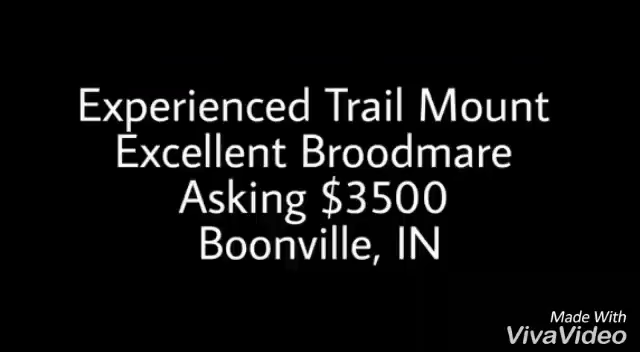 Experienced Trail Mount
Excellent Broodmare
Asking $3500
Boonville, IN
Made With
VivaVideo